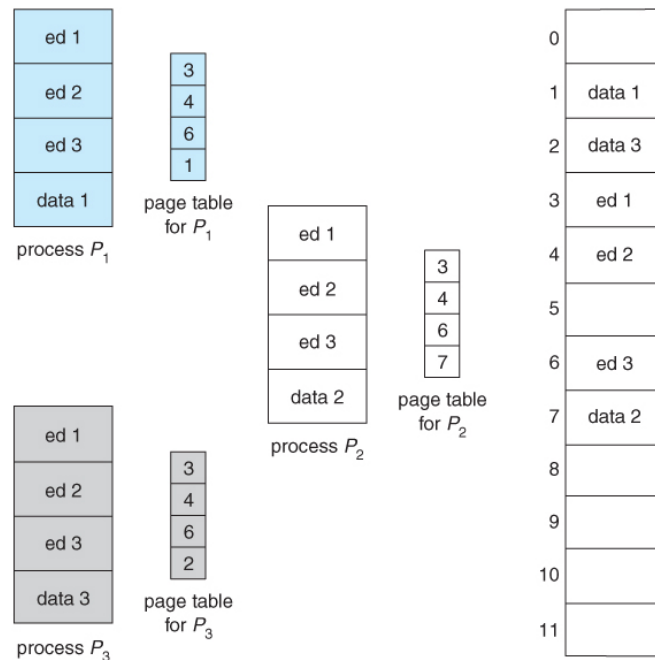 ed 1
ed 2
ed 3
data 1
process P1
3
4
6
1
page table
for P1
ed 1
ed 2
ed 3
data 2
process P2
3
4
6
7
page table
for P2
ed 1
ed 2
ed 3
data 3
process P3
3
4
6
2
page table
for P3
0
1 data 1
2 data 3
3 ed 1
4 ed 2
5
6 ed 3
7 data 2
8
9
10
11